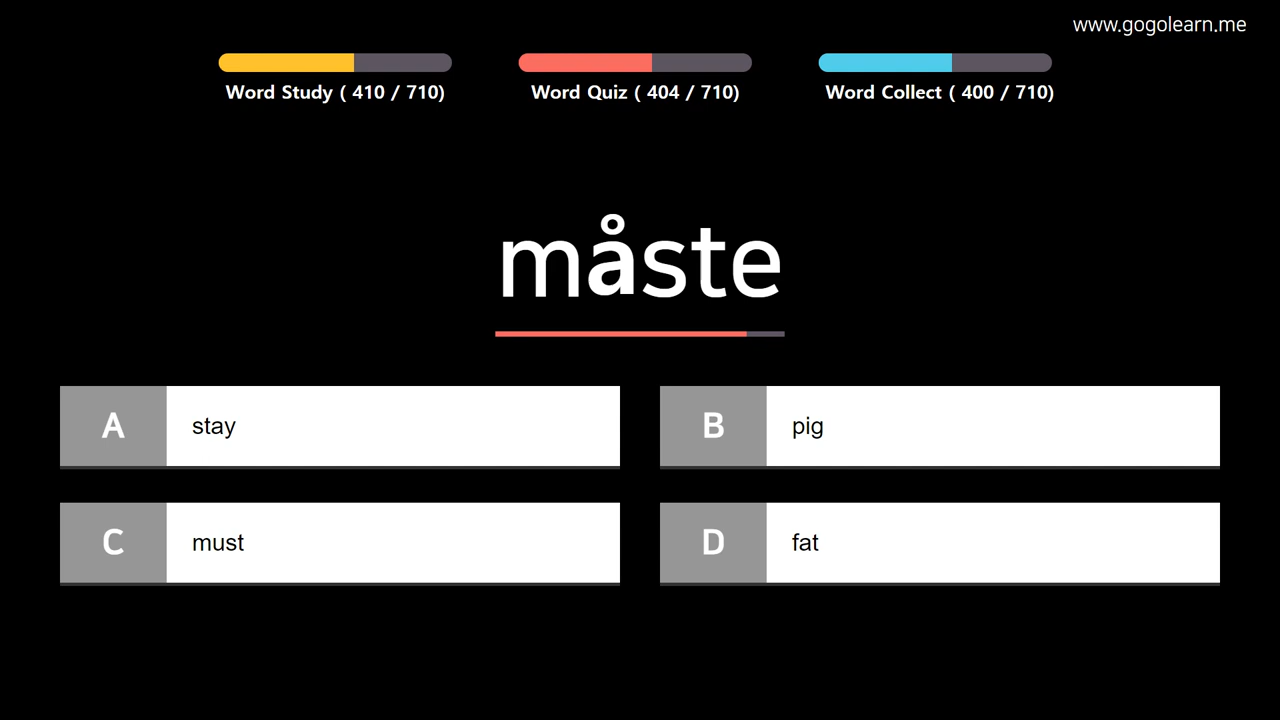 www.gogolearn.me
Word Study ( 410 / 710)
Word Quiz ( 404 / 710)
Word Collect ( 400 / 710)
måste
A stay
B pig
C must
D fat